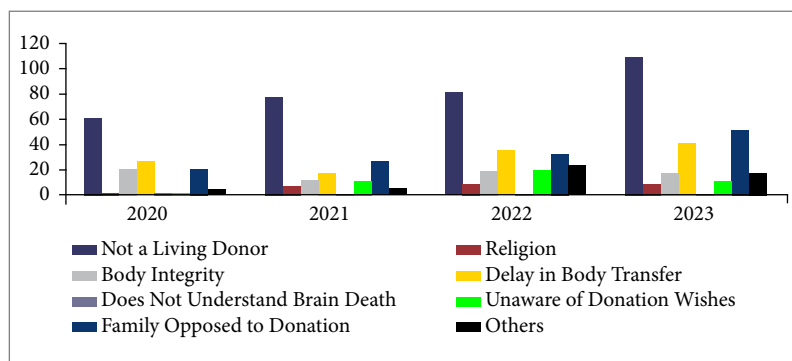 120
100
80
60
40
20
0
2020 2021 2022 2023
Not a Living Donor Religion
Body Integrity Delay in Body Transfer
Does Not Understand Brain Death Unaware of Donation Wishes
Family Opposed to Donation Others